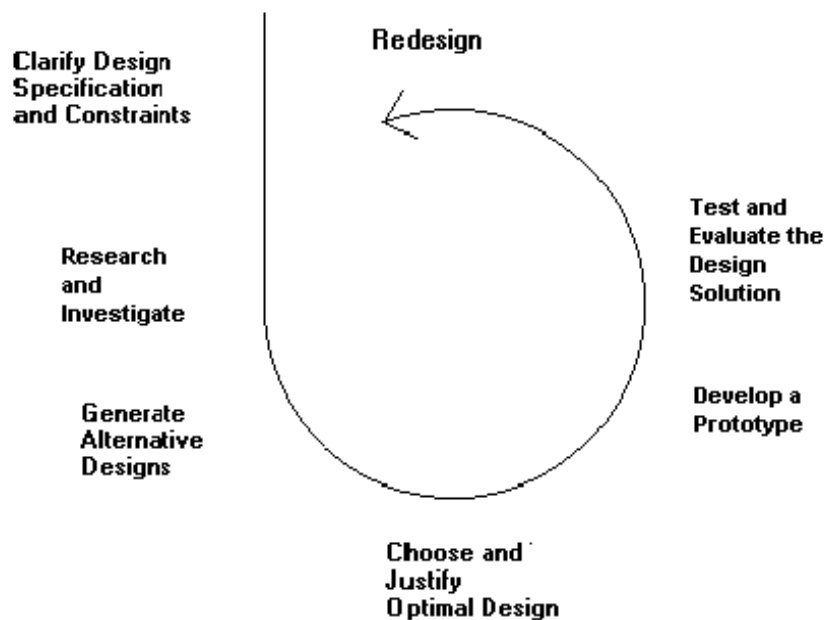 Clarify Design
Specification
and Constraints
Research
and
Investigate
Generate
Alternative
Designs
Choose and
Justify
Optimal Design
Develop a
Prototype
Test and
Evaluate the
Design
Solution
Redesign